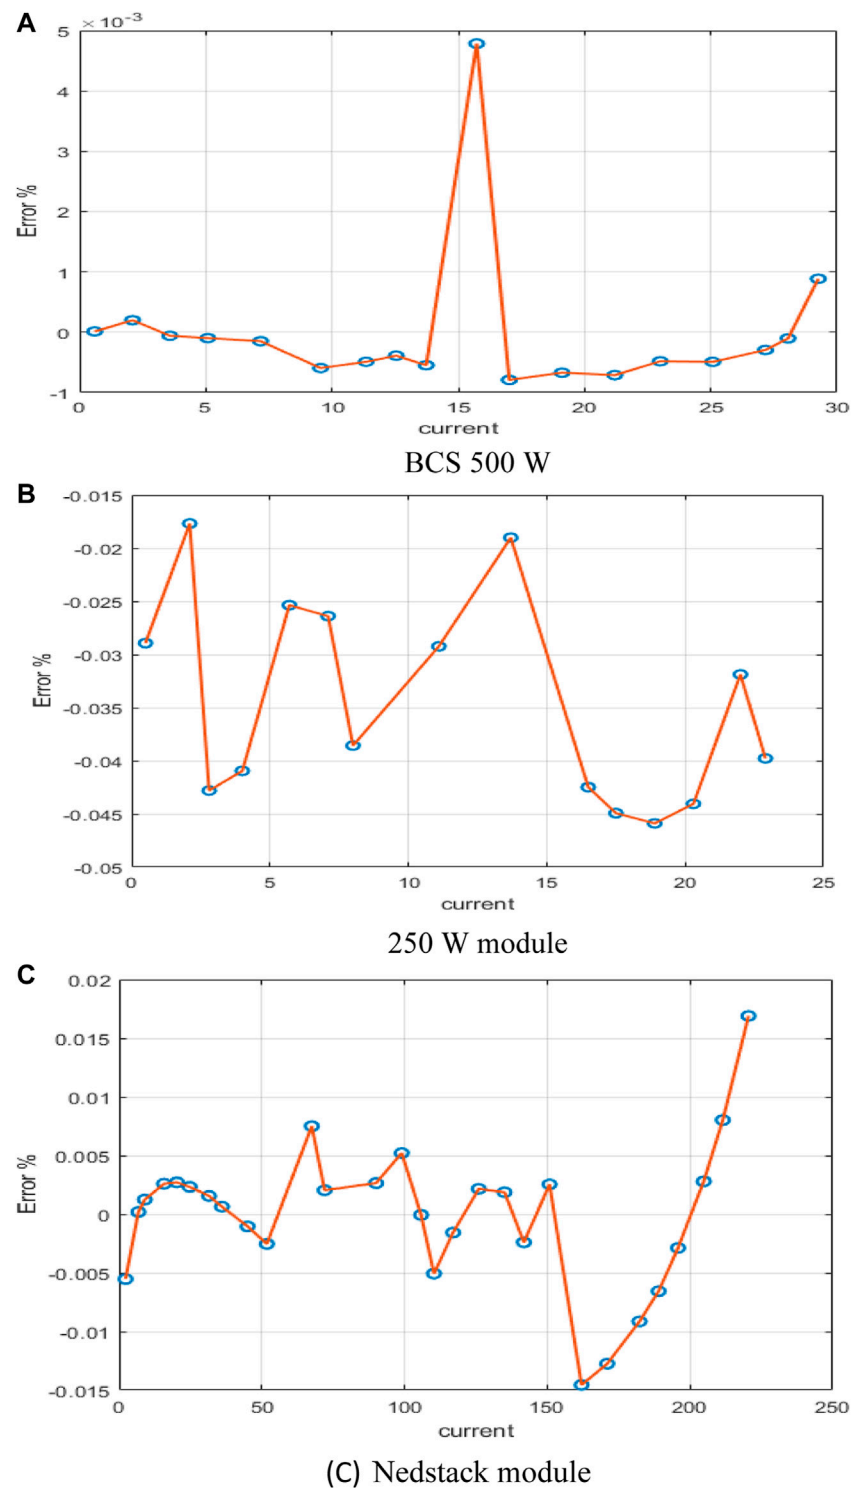 A
× 10-3
5
4
3
2
1
0
-1
Error %
0 5 10 15 20 25 30
current
BCS 500 W
B
-0.015
-0.02
-0.025
-0.03
-0.035
-0.04
-0.045
-0.05
Error %
0 5 10 15 20 25
current
250 W module
C
0.02
0.015
0.01
0.005
0
-0.005
-0.01
-0.015
Error %
0 50 100 150 200 250
current
(C) Nedstack module